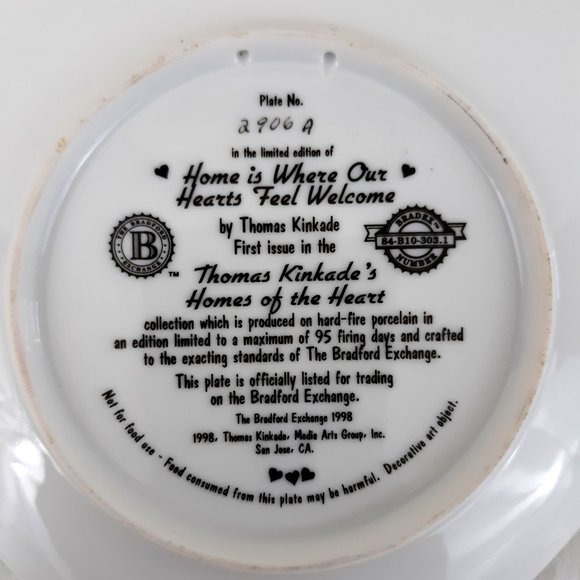 Plate No.
2906 A
in the limited edition of
Home is Where Our
Hearts Feel Welcome
by Thomas Kinkade
First issue in the
Thomas Kinkade's
Homes of the Heart
THE BRADFORD
B
EXCHANGE
™
BRADEX™
84-B10-303.1
NUMBER
collection which is produced on hard-fire porcelain in
an edition limited to a maximum of 95 firing days and crafted
to the exacting standards of The Bradford Exchange.
This plate is officially listed for trading
on the Bradford Exchange.
The Bradford Exchange 1998
1998, Thomas Kinkade, Media Arts Group, Inc.
San Jose, CA.
Not for food use - Food consumed from this plate may be harmful. Decorative art object.